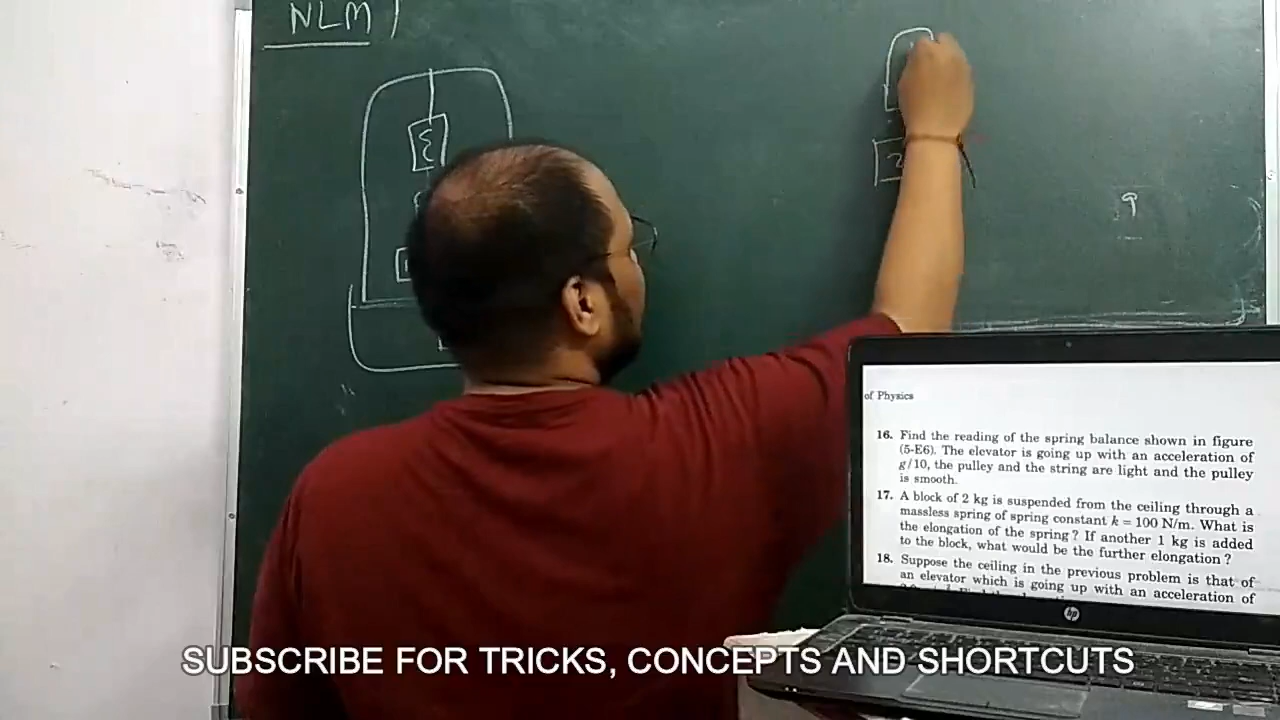 NLM
2
9
of Physics
16. Find the reading of the spring balance shown in figure
(5-E6). The elevator is going up with an acceleration of
g/10, the pulley and the string are light and the pulley
is smooth.
17. A block of 2 kg is suspended from the ceiling through a
massless spring of spring constant k = 100 N/m. What is
the elongation of the spring ? If another 1 kg is added
to the block, what would be the further elongation ?
18. Suppose the ceiling in the previous problem is that of
an elevator which is going up with an acceleration of
hp
SUBSCRIBE FOR TRICKS, CONCEPTS AND SHORTCUTS